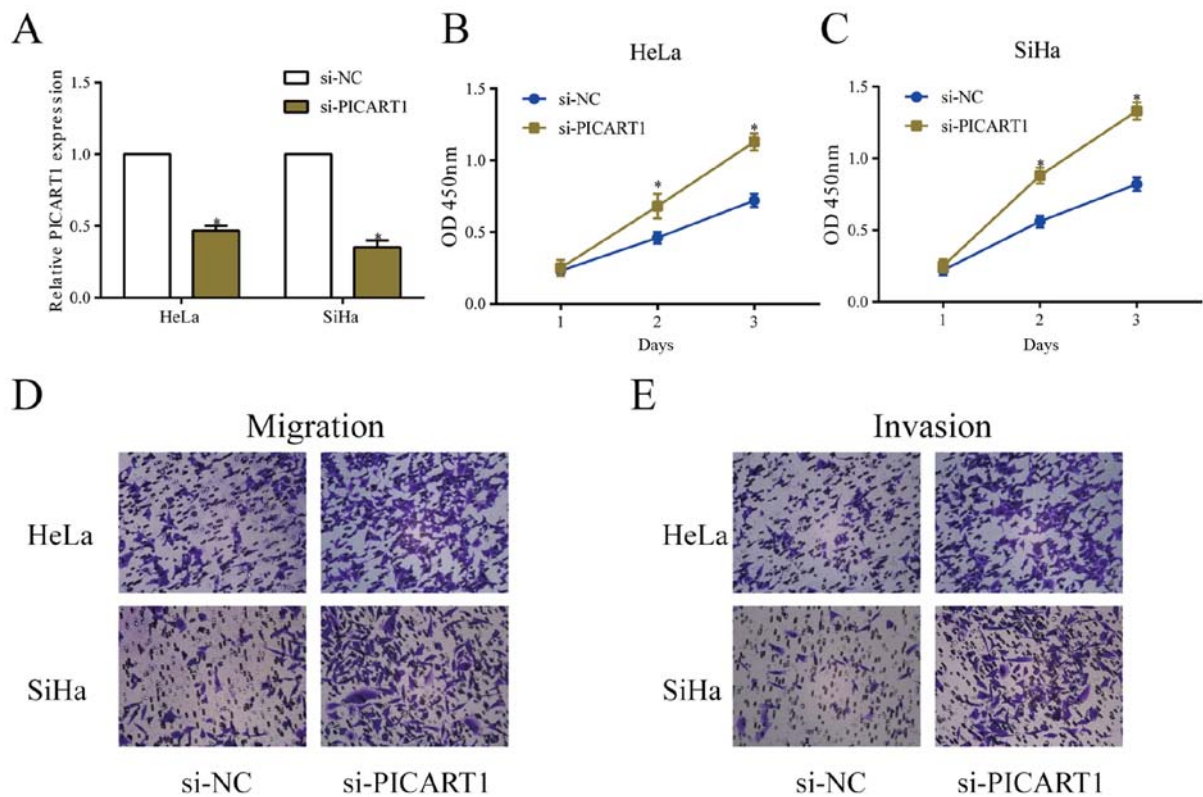 A
Relative PICART1 expression
si-NC
si-PICART1
1.5
1.0
0.5
0.0
*
*
HeLa
SiHa
B
HeLa
OD 450nm
si-NC
si-PICART1
1.5
1.0
0.5
0.0
*
*
1
2
3
Days
C
SiHa
OD 450nm
si-NC
si-PICART1
1.5
1.0
0.5
0.0
*
*
1
2
3
Days
D
Migration
HeLa
SiHa
si-NC
si-PICART1
E
Invasion
HeLa
SiHa
si-NC
si-PICART1